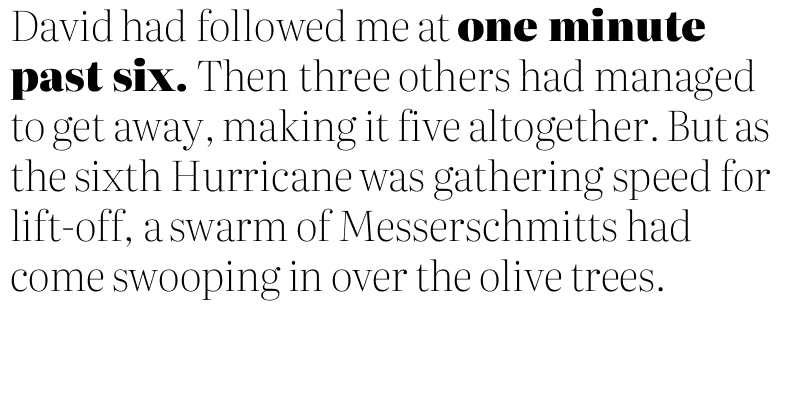 David had followed me at one minute
past six. Then three others had managed
to get away, making it five altogether. But as
the sixth Hurricane was gathering speed for
lift-off, a swarm of Messerschmitts had
come swooping in over the olive trees.